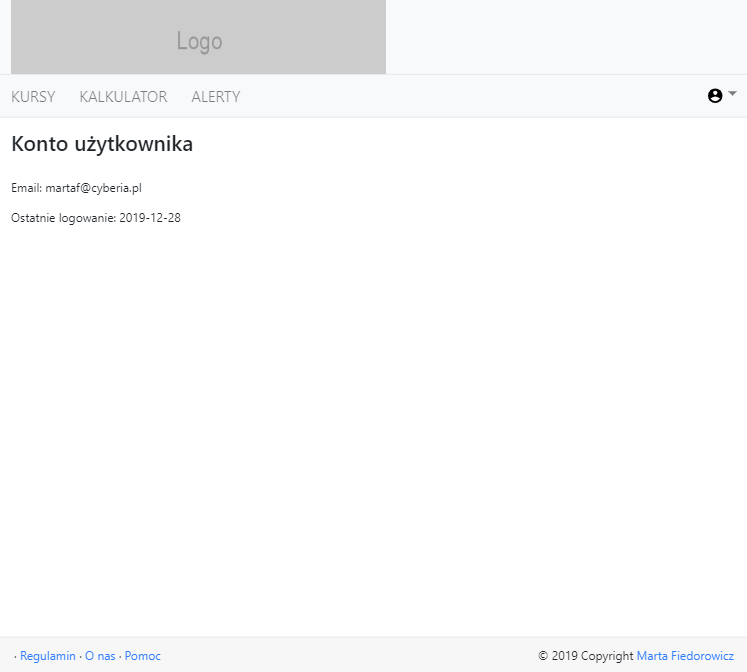 Logo
KURSY KALKULATOR ALERTY
Konto użytkownika
Email: martaf@cyberia.pl
Ostatnie logowanie: 2019-12-28
· Regulamin · O nas · Pomoc
© 2019 Copyright Marta Fiedorowicz